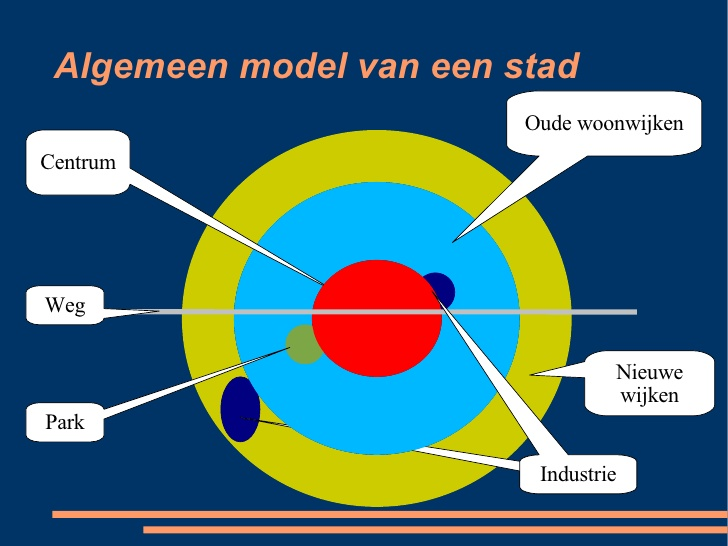 Algemeen model van een stad
Oude woonwijken
Centrum
Weg
Nieuwe
wijken
Park
Industrie